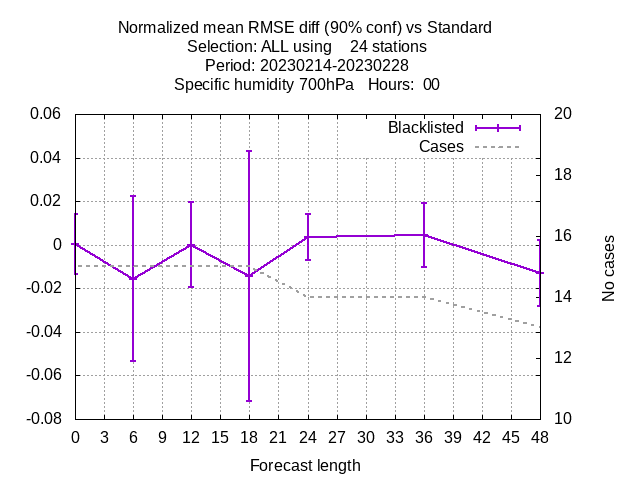 Normalized mean RMSE diff (90% conf) vs Standard
Selection: ALL using 24 stations
Period: 20230214-20230228
Specific humidity 700hPa Hours: 00
Blacklisted
Cases
0.06
0.04
0.02
0
-0.02
-0.04
-0.06
-0.08
20
18
16
14
12
10
No cases
0 3 6 9 12 15 18 21 24 27 30 33 36 39 42 45 48
Forecast length